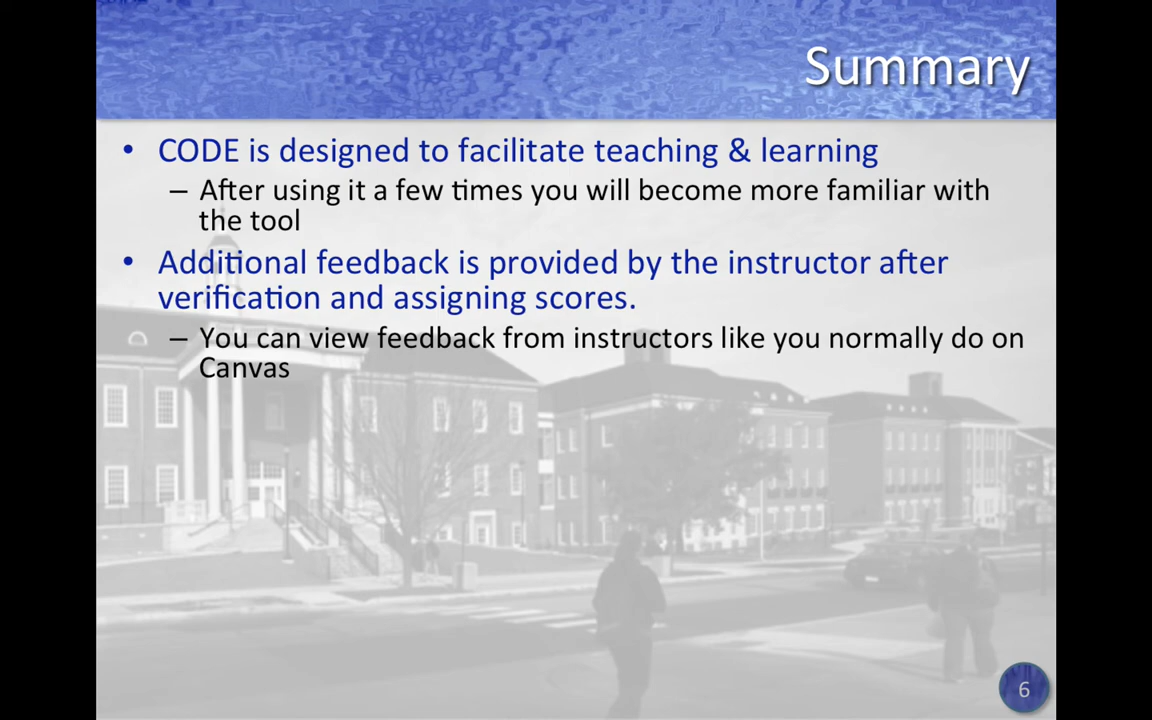 Summary
• CODE is designed to facilitate teaching & learning
– After using it a few times you will become more familiar with
the tool
• Additional feedback is provided by the instructor after
verification and assigning scores.
– You can view feedback from instructors like you normally do on
Canvas
6